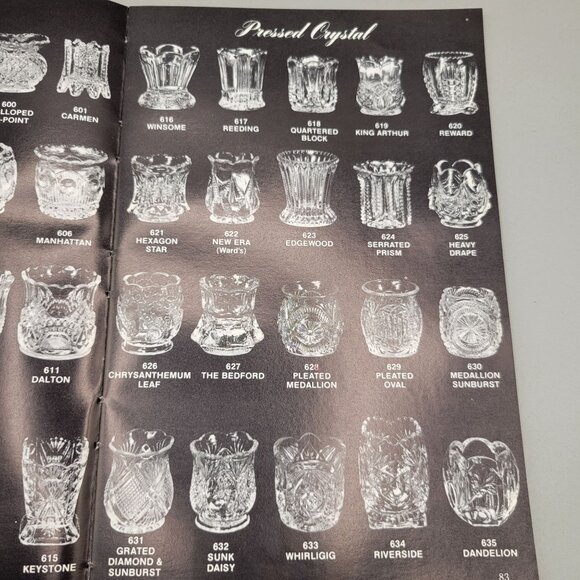 Pressed Crystal
600
601
CARMEN
-POINT
606
MANHATTAN
611
DALTON
615
KEYSTONE
616
WINSOME
617
REEDING
618
QUARTERED
BLOCK
619
KING ARTHUR
620
REWARD
621
HEXAGON
STAR
622
NEW ERA
(Ward's)
623
EDGEWOOD
624
SERRATED
PRISM
625
HEAVY
DRAPE
626
CHRYSANTHEMUM
LEAF
627
THE BEDFORD
628
PLEATED
MEDALLION
629
PLEATED
OVAL
630
MEDALLION
SUNBURST
631
GRATED
DIAMOND &
SUNBURST
632
SUNK
DAISY
633
WHIRLIGIG
634
RIVERSIDE
635
DANDELION
83